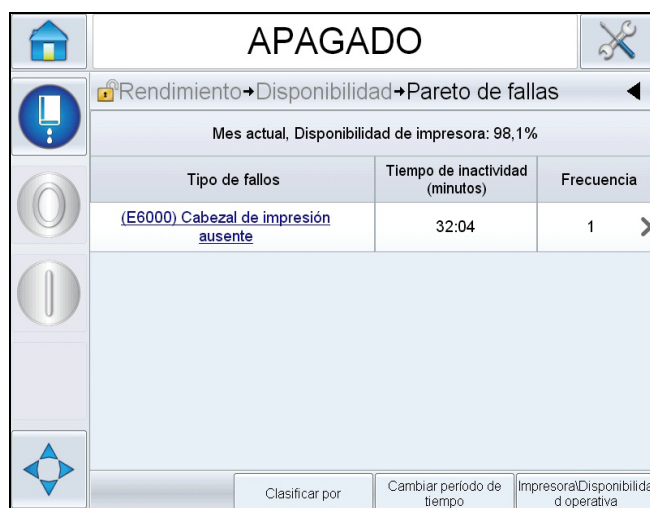 APAGADO
Rendimiento→Disponibilidad→Pareto de fallas
Mes actual, Disponibilidad de impresora: 98,1%
Tipo de fallos
Tiempo de inactividad
(minutos)
Frecuencia
(E6000) Cabezal de impresión
ausente
32:04
1
Clasificar por
Cambiar período de
tiempo
Impresora\Disponibilida
d operativa